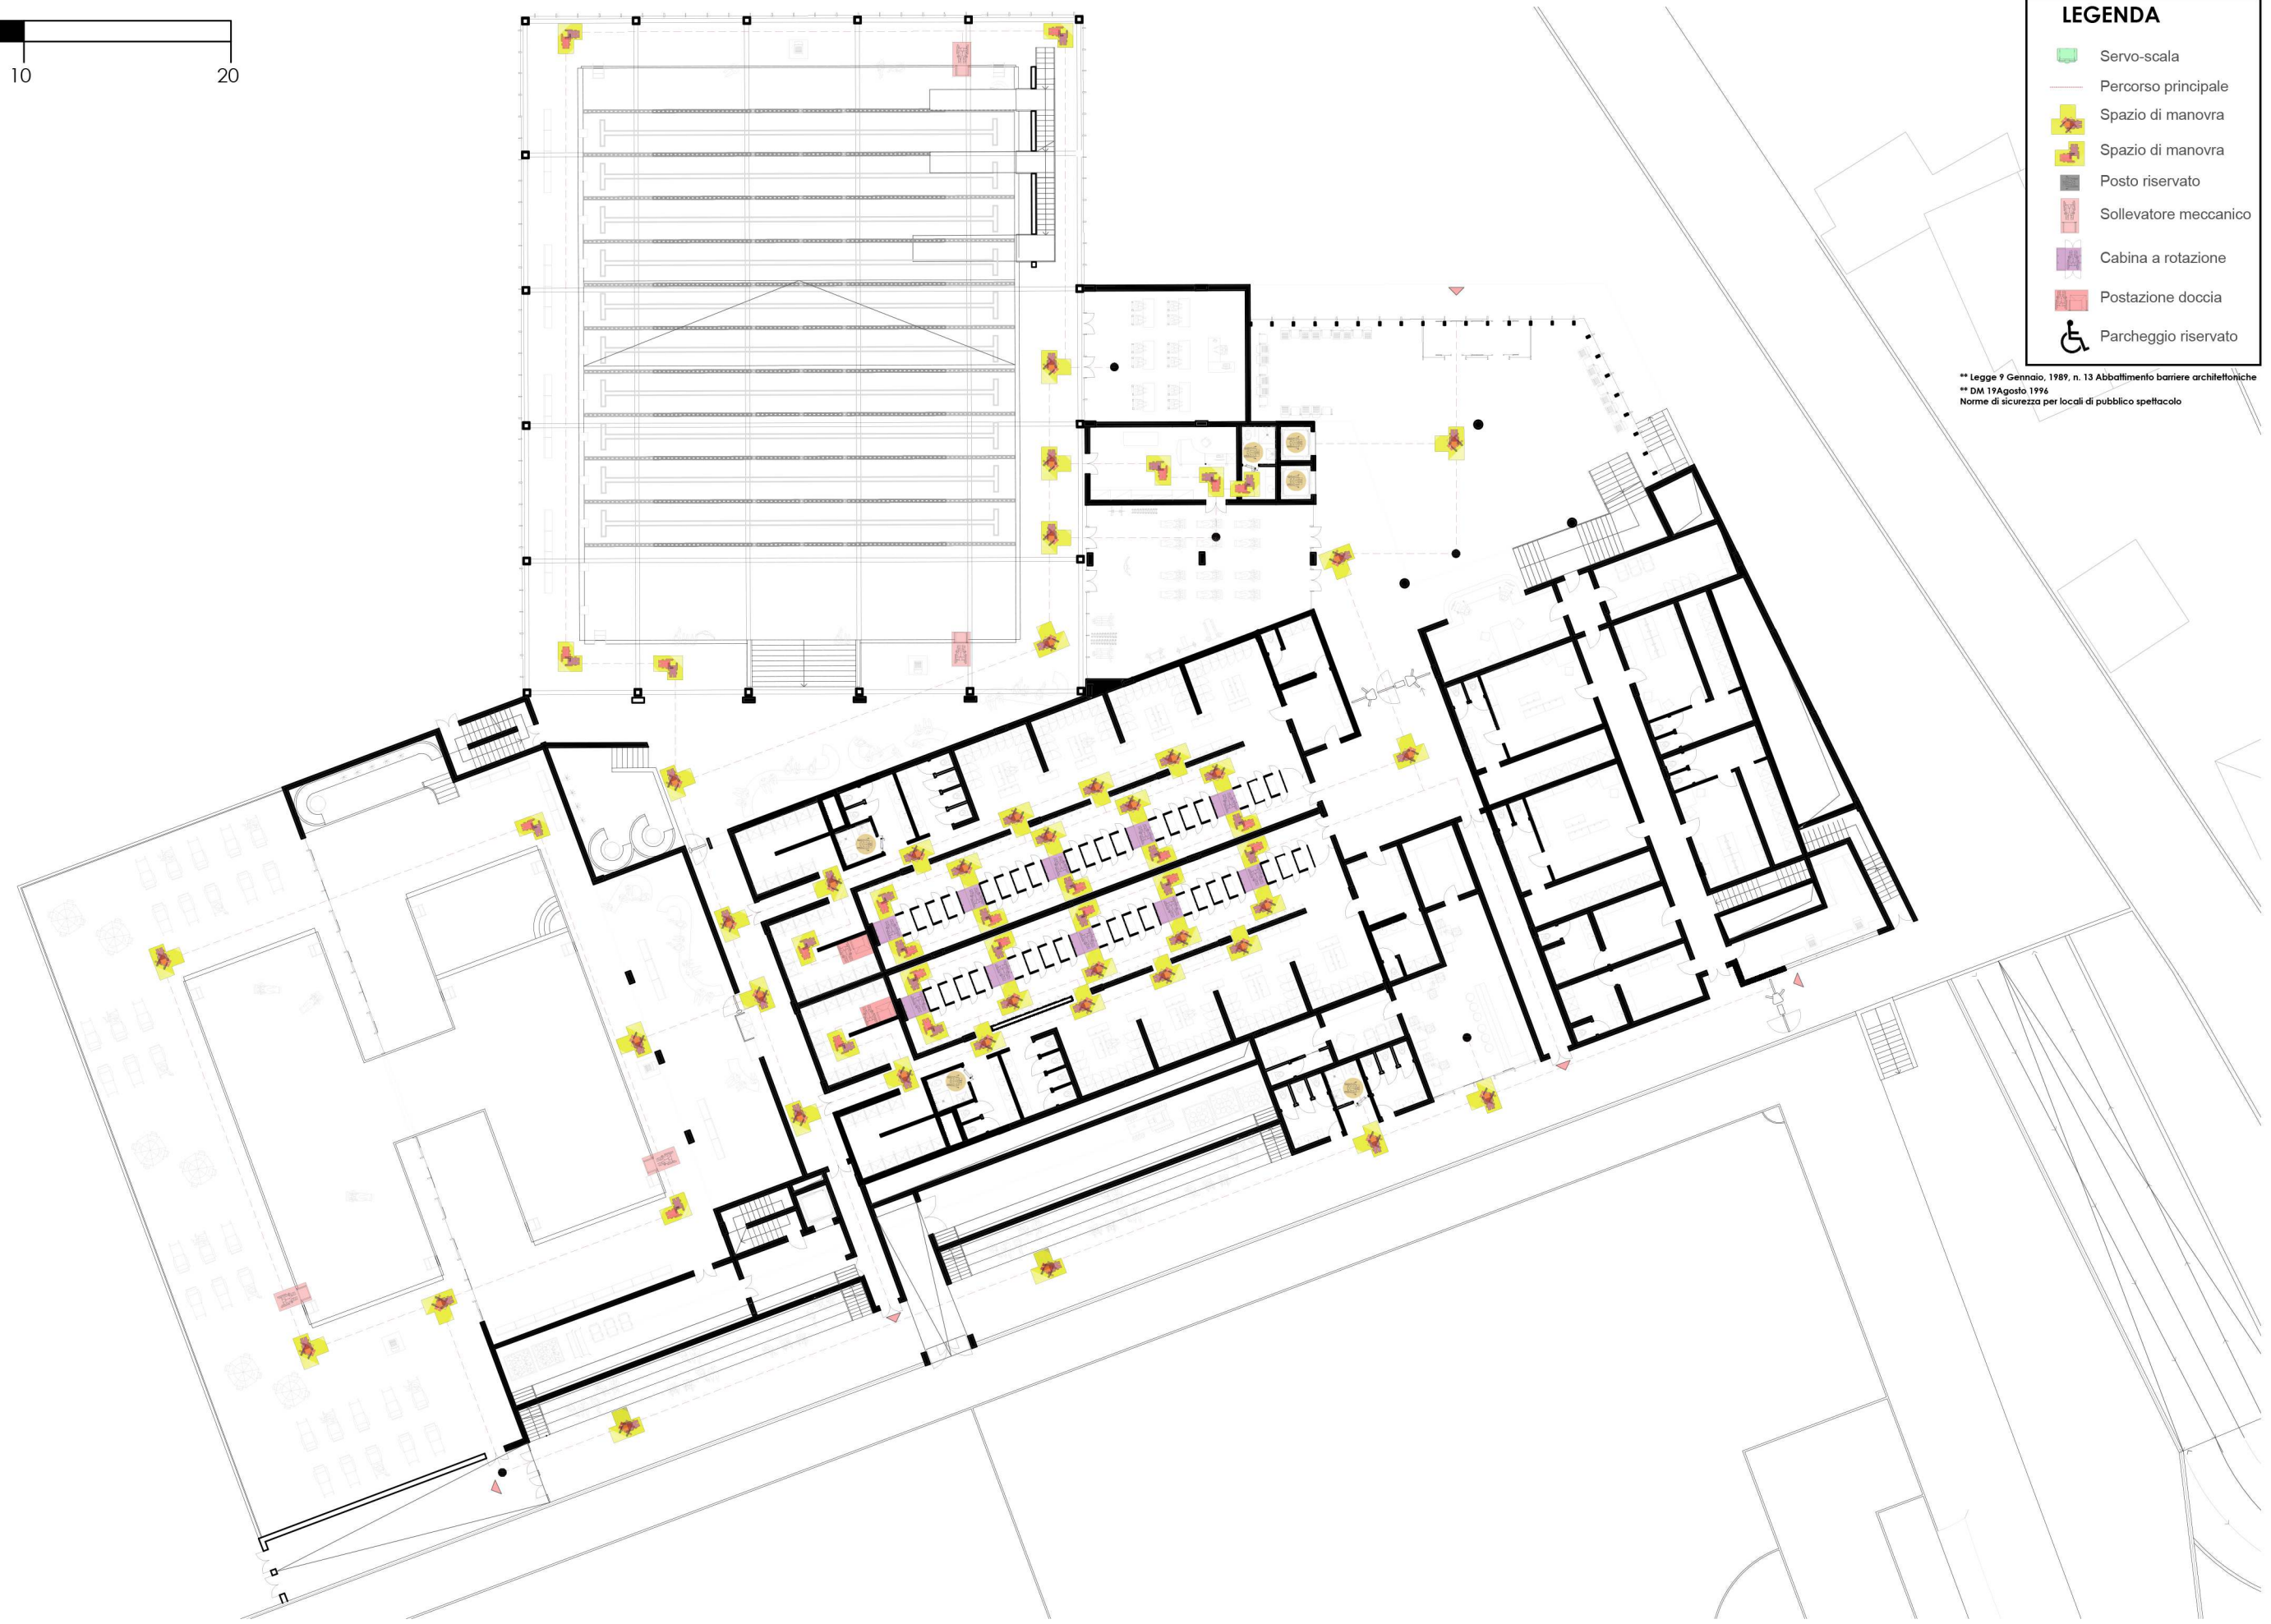 10 20
LEGENDA
Servo-scala
Percorso principale
Spazio di manovra
Spazio di manovra
Posto riservato
Sollevatore meccanico
Cabina a rotazione
Postazione doccia
Parcheggio riservato
** Legge 9 Gennaio, 1989, n. 13 Abbattimento barriere architettoniche
** DM 19Agosto 1996
Norme di sicurezza per locali di pubblico spettacolo